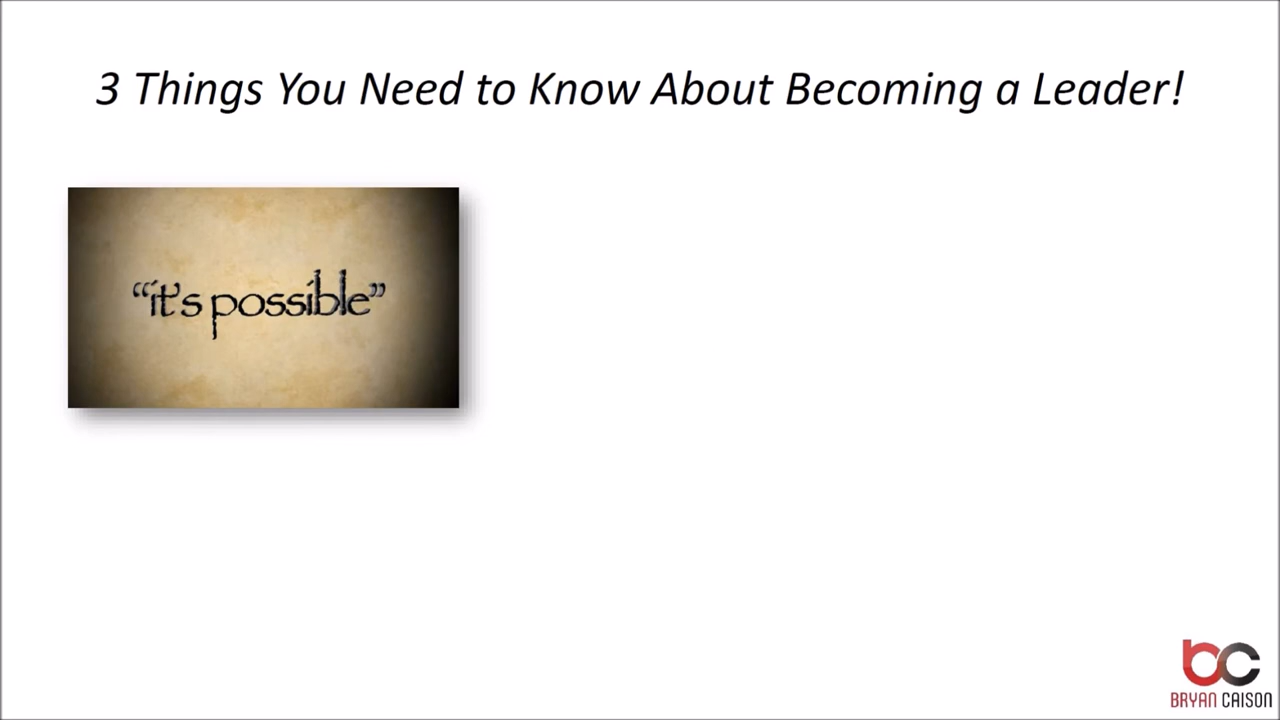 3 Things You Need to Know About Becoming a Leader!
“it's possible”
bc
BRYAN CAISON